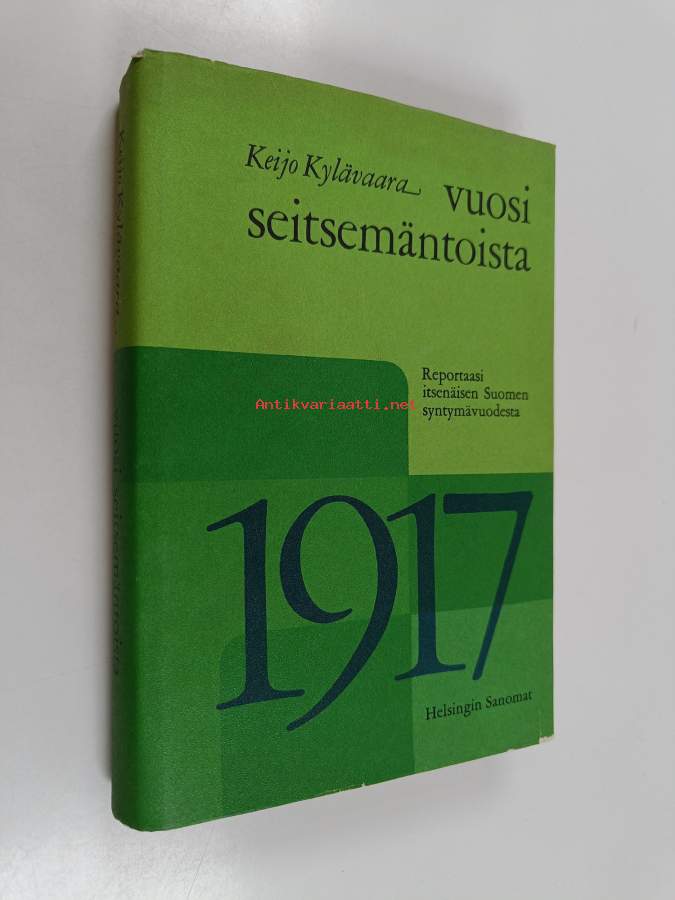 Keijo Kylävaara vuosi
seitsemäntoista
Reportaasi
itsenäisen Suomen
syntymävuodesta
Antikvariaatti.net
1917
Helsingin Sanomat
Keijo Kylävaara vuosi seitsemäntoista